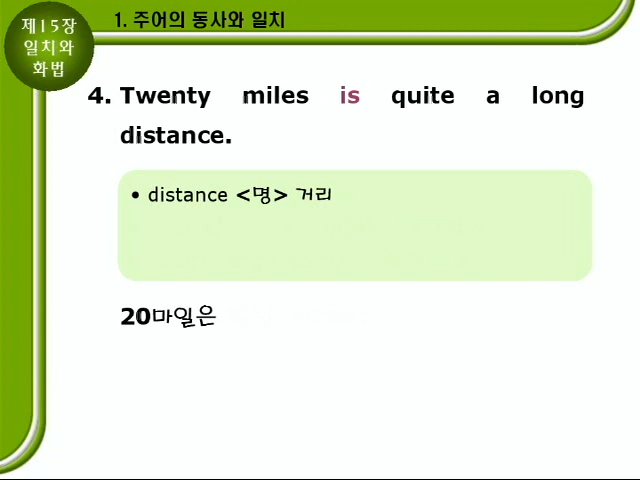 제15장
일치와
화법
1. 주어의 동사와 일치
4. Twenty miles is quite a long
distance.
• distance <명> 거리
20마일은